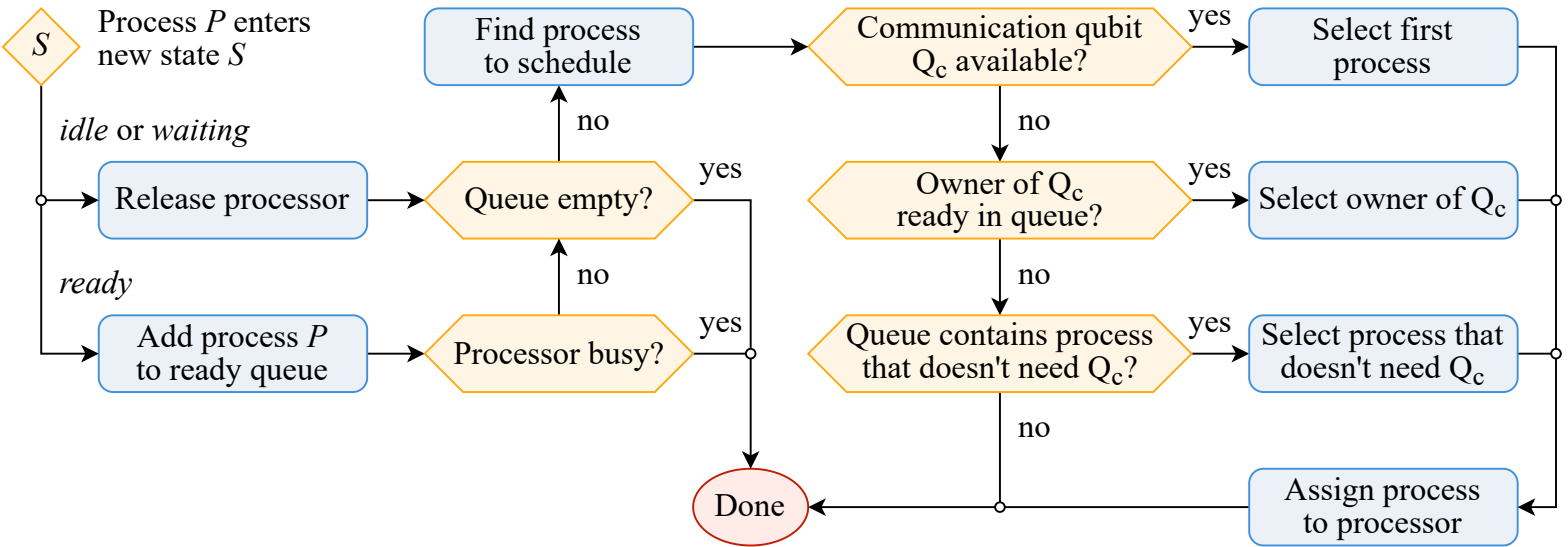 S
Process P enters
new state S
idle or waiting
Release processor
ready
Add process P
to ready queue
Find process
to schedule
no
Queue empty?
yes
no
Processor busy?
yes
Done
Communication qubit
Qc available?
yes
Select first
process
no
Owner of Qc
ready in queue?
yes
Select owner of Qc
no
Queue contains process
that doesn't need Qc?
yes
Select process that
doesn't need Qc
no
Assign process
to processor